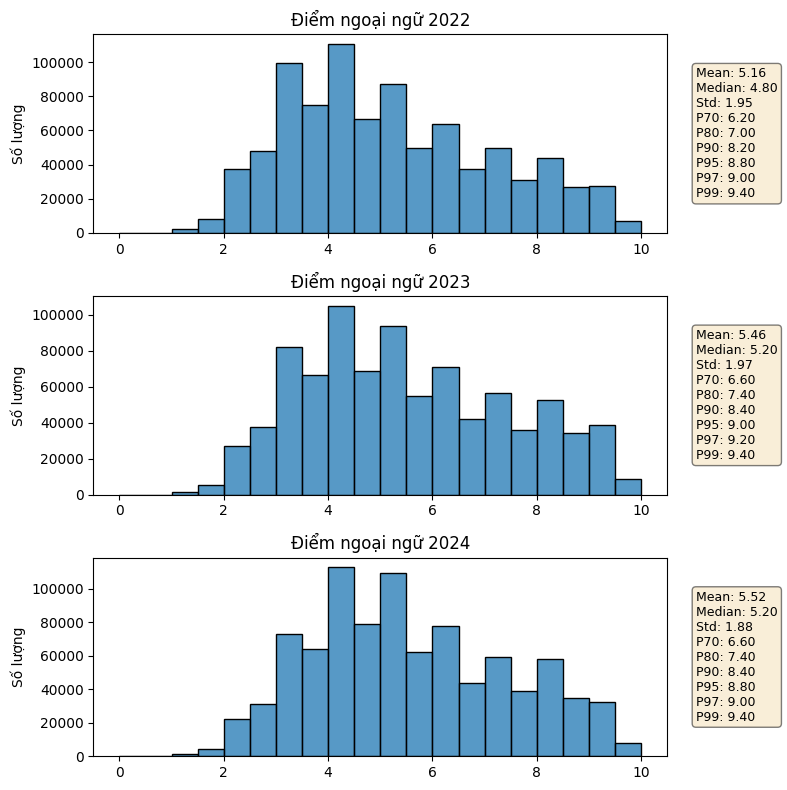 Điểm ngoại ngữ 2022
100000
80000
60000
40000
20000
0
Số lượng
0 2 4 6 8 10
Mean: 5.16
Median: 4.80
Std: 1.95
P70: 6.20
P80: 7.00
P90: 8.20
P95: 8.80
P97: 9.00
P99: 9.40
Điểm ngoại ngữ 2023
100000
80000
60000
40000
20000
0
Số lượng
0 2 4 6 8 10
Mean: 5.46
Median: 5.20
Std: 1.97
P70: 6.60
P80: 7.40
P90: 8.40
P95: 9.00
P97: 9.20
P99: 9.40
Điểm ngoại ngữ 2024
100000
80000
60000
40000
20000
0
Số lượng
0 2 4 6 8 10
Mean: 5.52
Median: 5.20
Std: 1.88
P70: 6.60
P80: 7.40
P90: 8.40
P95: 8.80
P97: 9.00
P99: 9.40